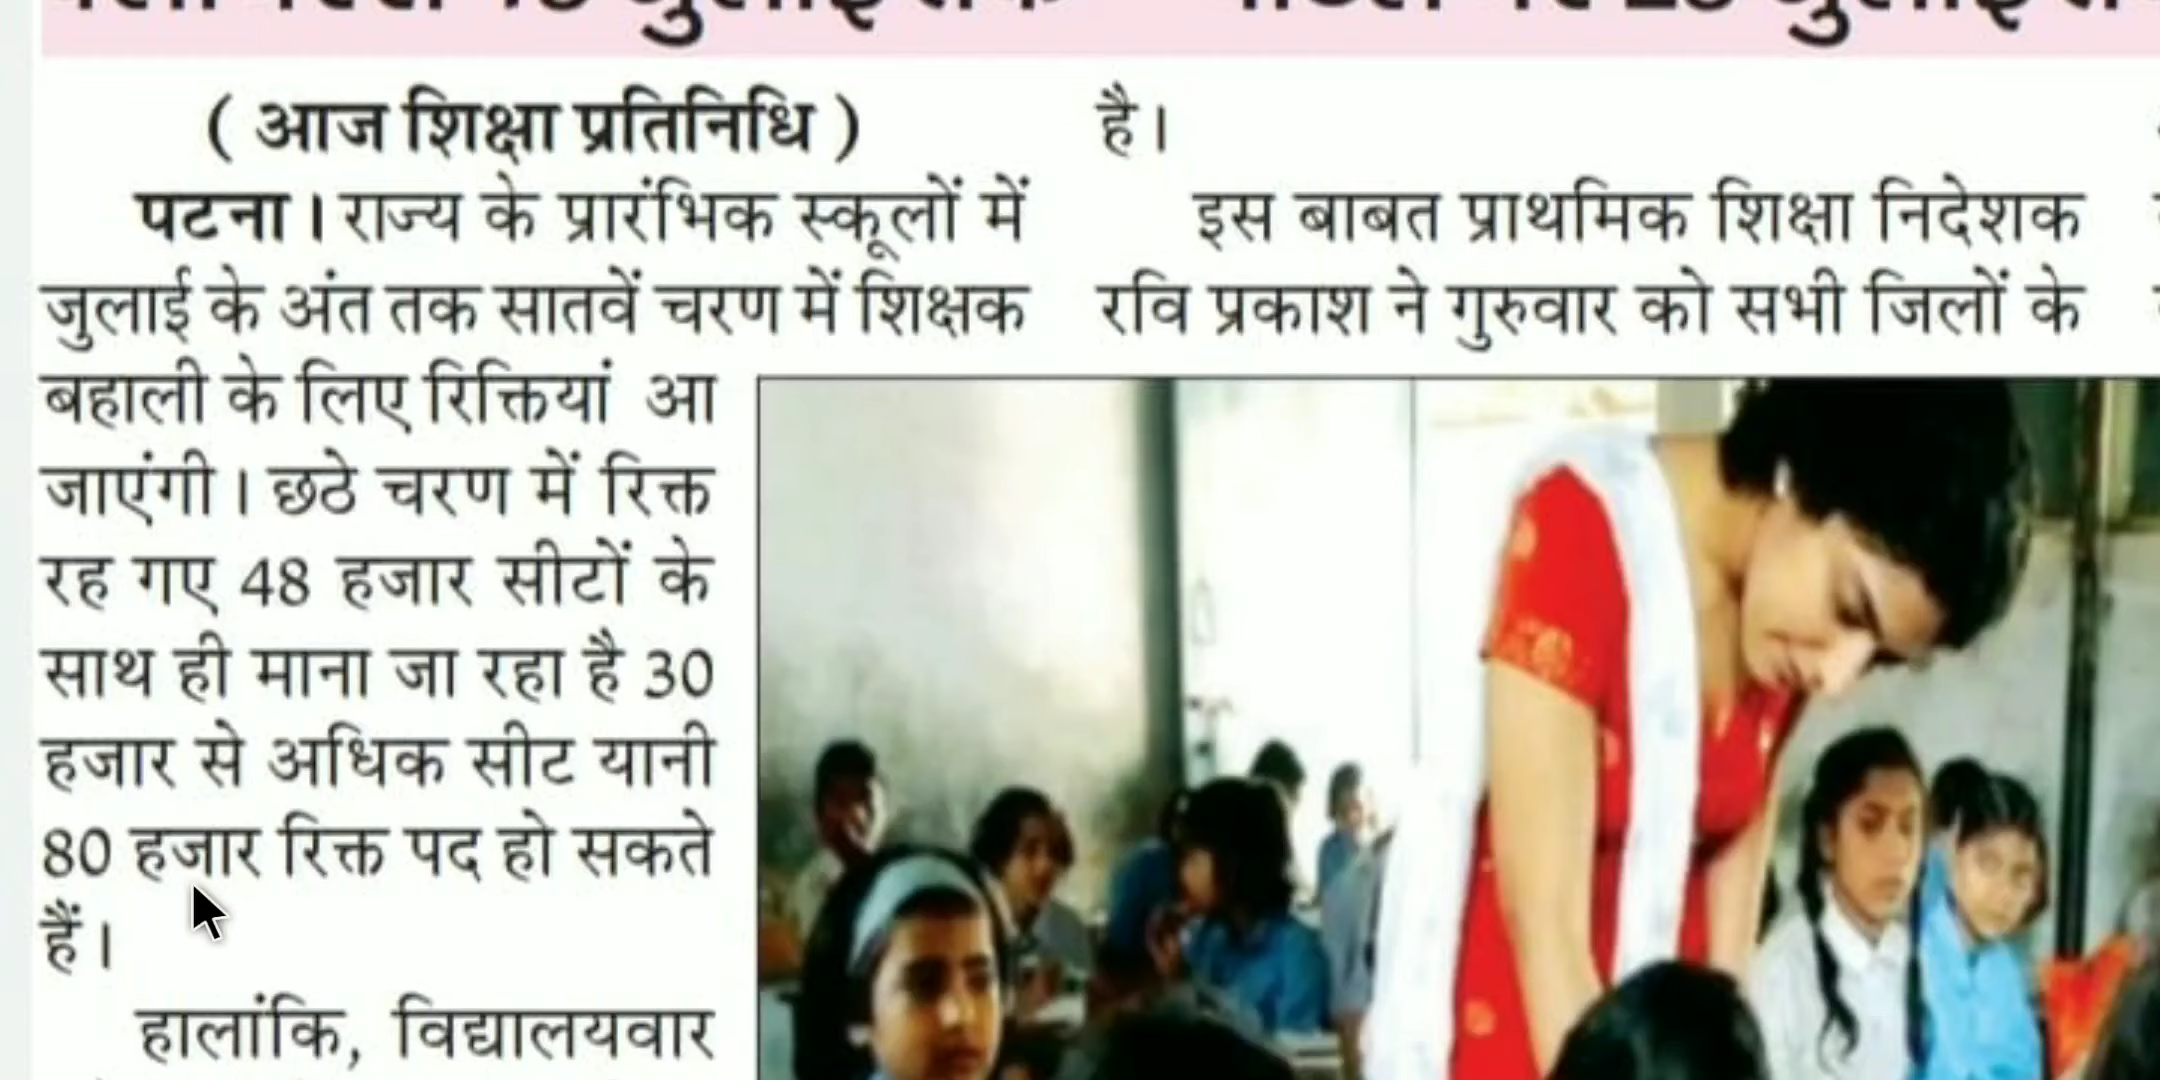 ( आज शिक्षा प्रतिनिधि )
पटना। राज्य के प्रारंभिक स्कूलों में
जुलाई के अंत तक सातवें चरण में शिक्षक
बहाली के लिए रिक्तियां आ
जाएंगी। छठे चरण में रिक्त
रह गए 48 हजार सीटों के
साथ ही माना जा रहा है 30
हजार से अधिक सीट यानी
80 हजार रिक्त पद हो सकते
हैं।
हालांकि, विद्यालयवार
है।
इस बाबत प्राथमिक शिक्षा निदेशक
रवि प्रकाश ने गुरुवार को सभी जिलों के